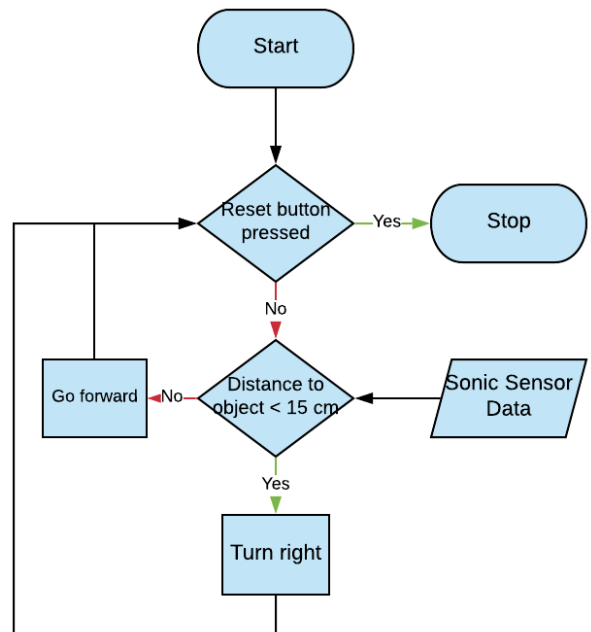 Start
Reset button
pressed
Yes
Stop
No
Distance to
object < 15 cm
Sonic Sensor
Data
No
Go forward
Yes
Turn right